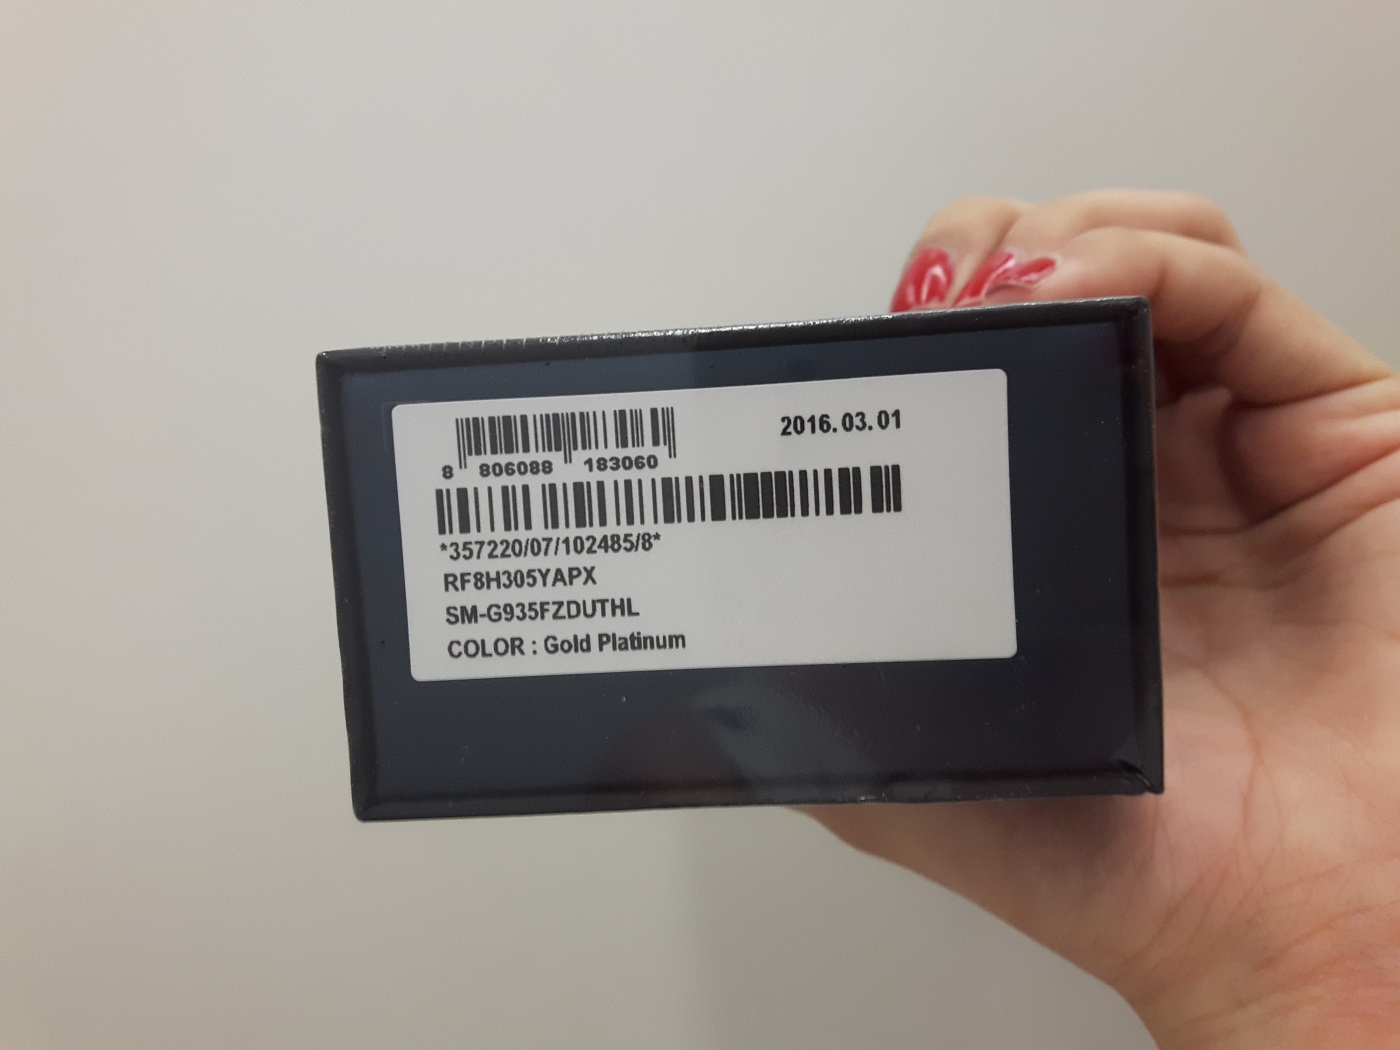 2016.03.01
8 806088 183060
*357220/07/102485/8*
RF8H305YAPX
SM-G935FZDUTHL
COLOR : Gold Platinum